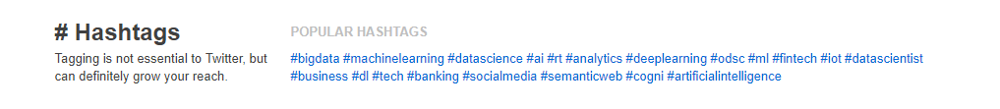 # Hashtags
Tagging is not essential to Twitter, but
can definitely grow your reach.
POPULAR HASHTAGS
#bigdata #machinelearning #datascience #ai #rt #analytics #deeplearning #odsc #ml #fintech #iot #datascientist
#business #dl #tech #banking #socialmedia #semanticweb #cogni #artificialintelligence